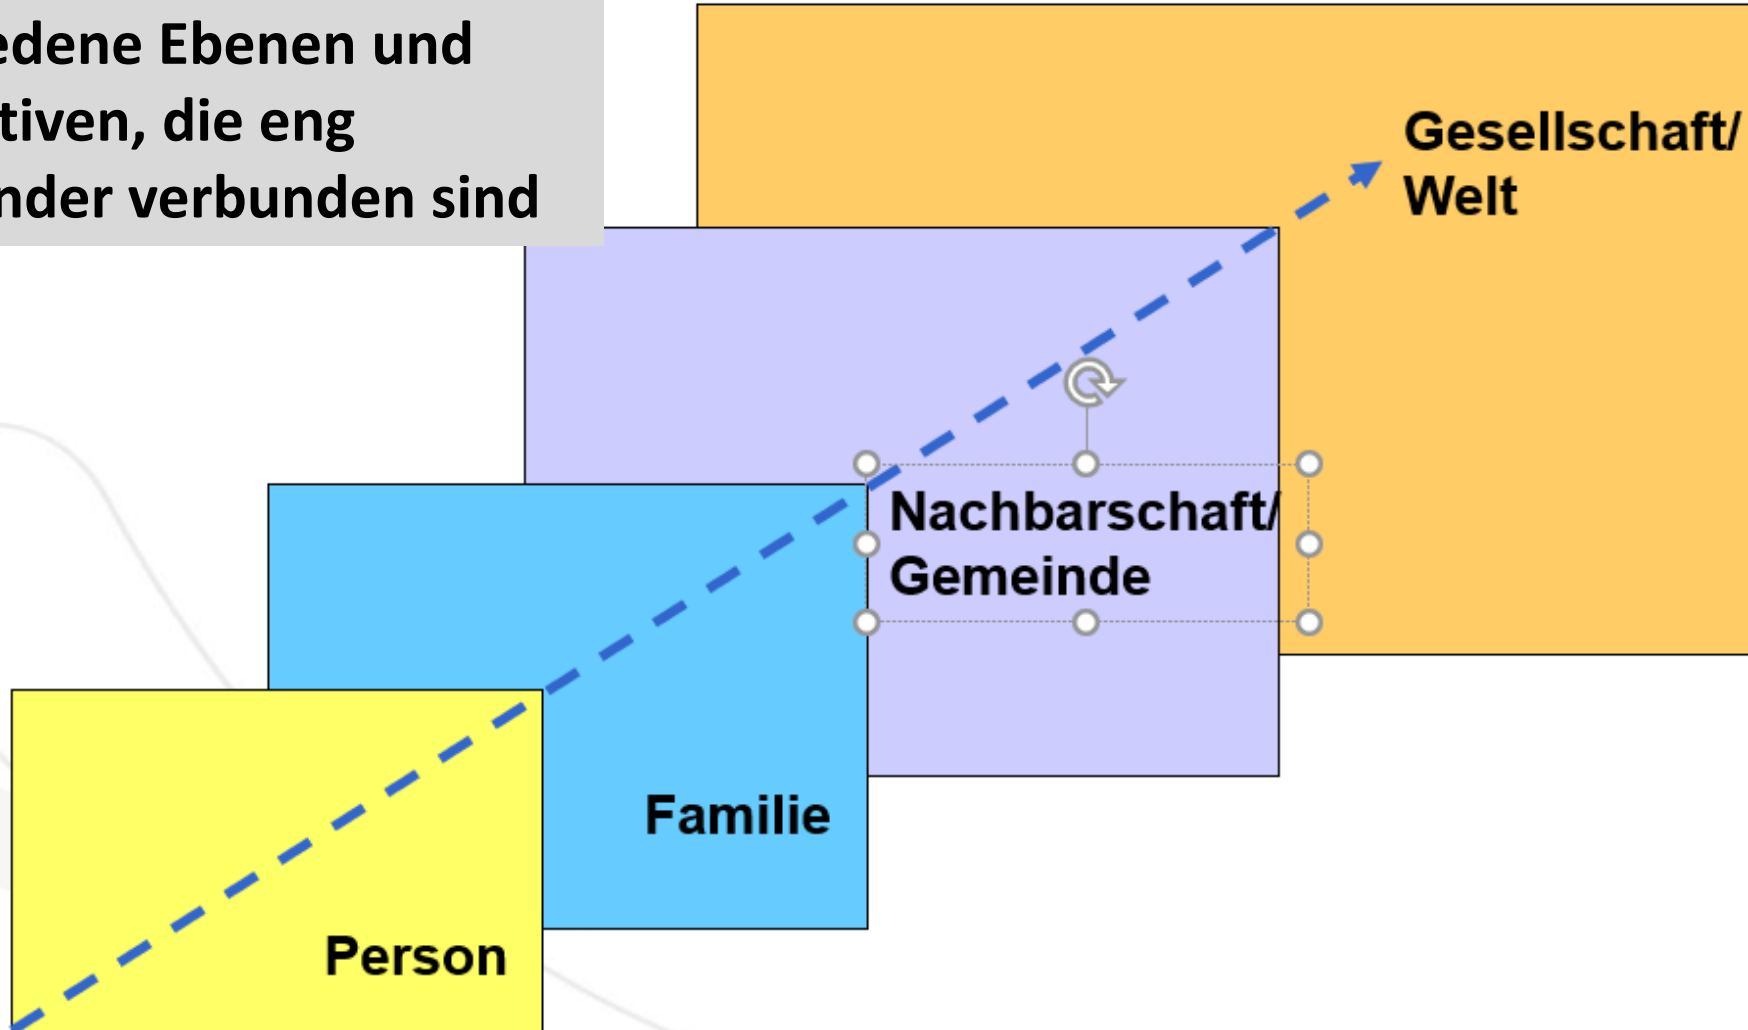 edene Ebenen und
tiven, die eng
nder verbunden sind
Gesellschaft/
Welt
Nachbarschaft/
Gemeinde
Familie
Person